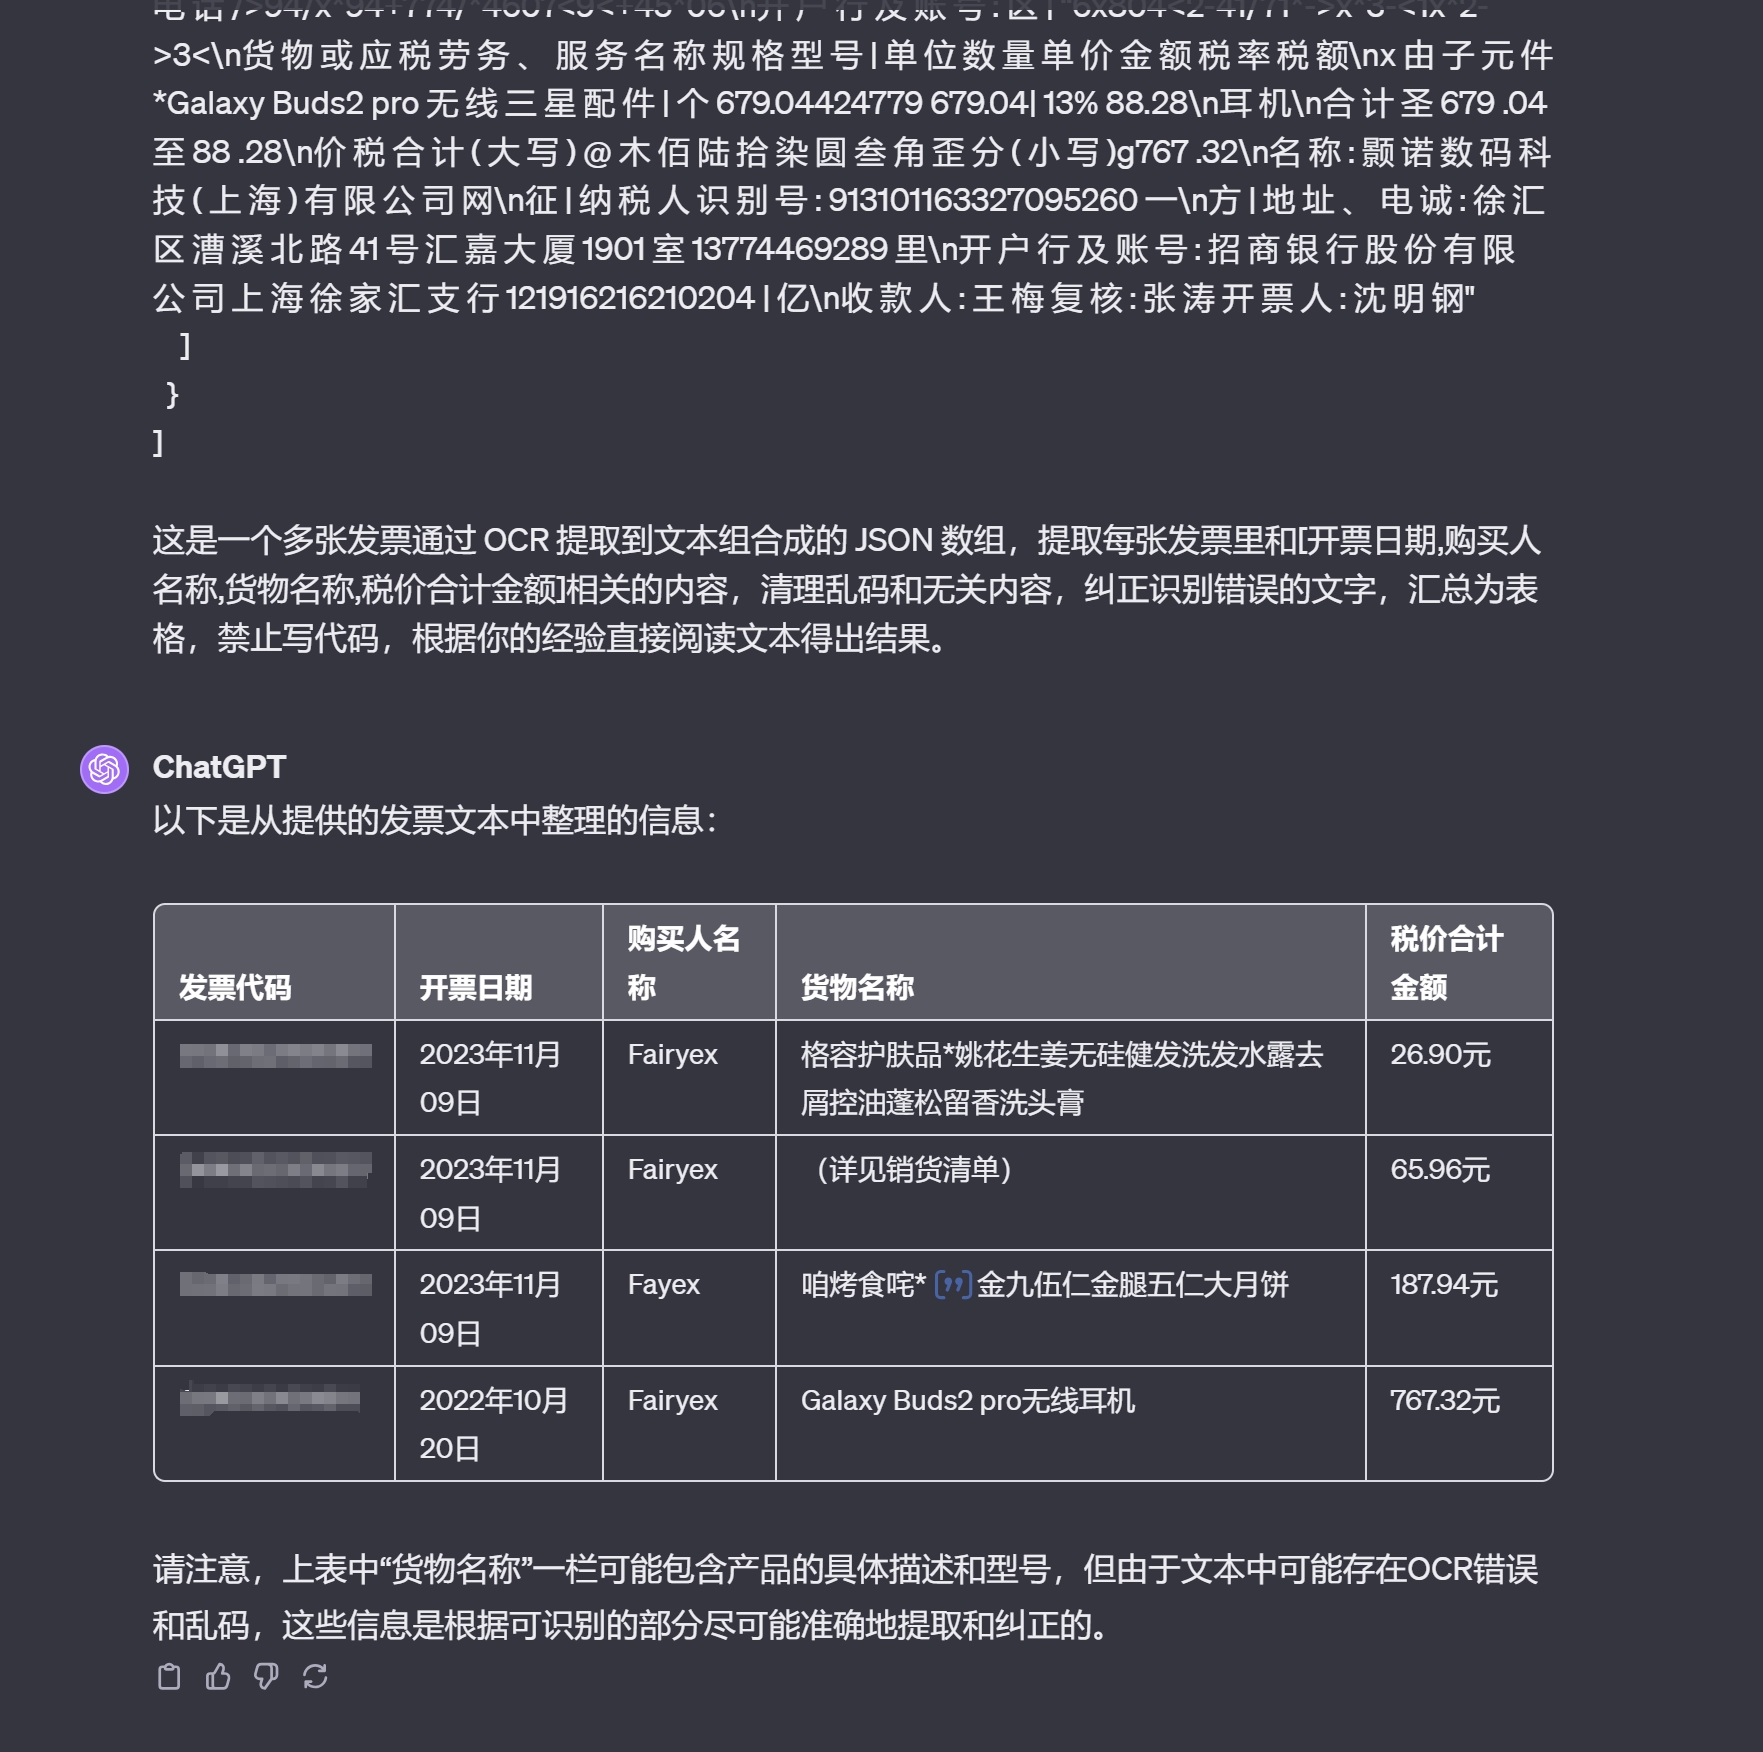 >3<\n货物或应税劳务、服务名称规格型号|单位数量单价金额税率税额\nx由子元件
*Galaxy Buds2 pro无线三星配件|个679.04424779 679.04| 13% 88.28\n耳机\n合计圣679 .04
至88 .28\n价税合计(大写)@木佰陆拾染圆叁角歪分(小写)g767 .32\n名称:颢诺数码科
技(上海)有限公司网\n征|纳税人识别号:913101163327095260一\n方|地址、电诚:徐汇
区漕溪北路41号汇嘉大厦1901室13774469289里\n开户行及账号:招商银行股份有限
公司上海徐家汇支行121916216210204 |亿\n收款人:王梅复核:张涛开票人:沈明钢"
]
}
]
这是一个多张发票通过 OCR 提取到文本组合成的 JSON 数组，提取每张发票里和[开票日期,购买人
名称,货物名称,税价合计金额]相关的内容，清理乱码和无关内容，纠正识别错误的文字，汇总为表
格，禁止写代码，根据你的经验直接阅读文本得出结果。
ChatGPT
以下是从提供的发票文本中整理的信息：
发票代码 开票日期 购买人名称 货物名称 税价合计金额
2023年11月09日 Fairyex 格容护肤品*姚花生姜无硅健发洗发水露去屑控油蓬松留香洗头膏 26.90元
2023年11月09日 Fairyex （详见销货清单） 65.96元
2023年11月09日 Fayex 咱烤食咤*金九伍仁金腿五仁大月饼 187.94元
2022年10月20日 Fairyex Galaxy Buds2 pro无线耳机 767.32元
请注意，上表中“货物名称”一栏可能包含产品的具体描述和型号，但由于文本中可能存在OCR错误
和乱码，这些信息是根据可识别的部分尽可能准确地提取和纠正的。